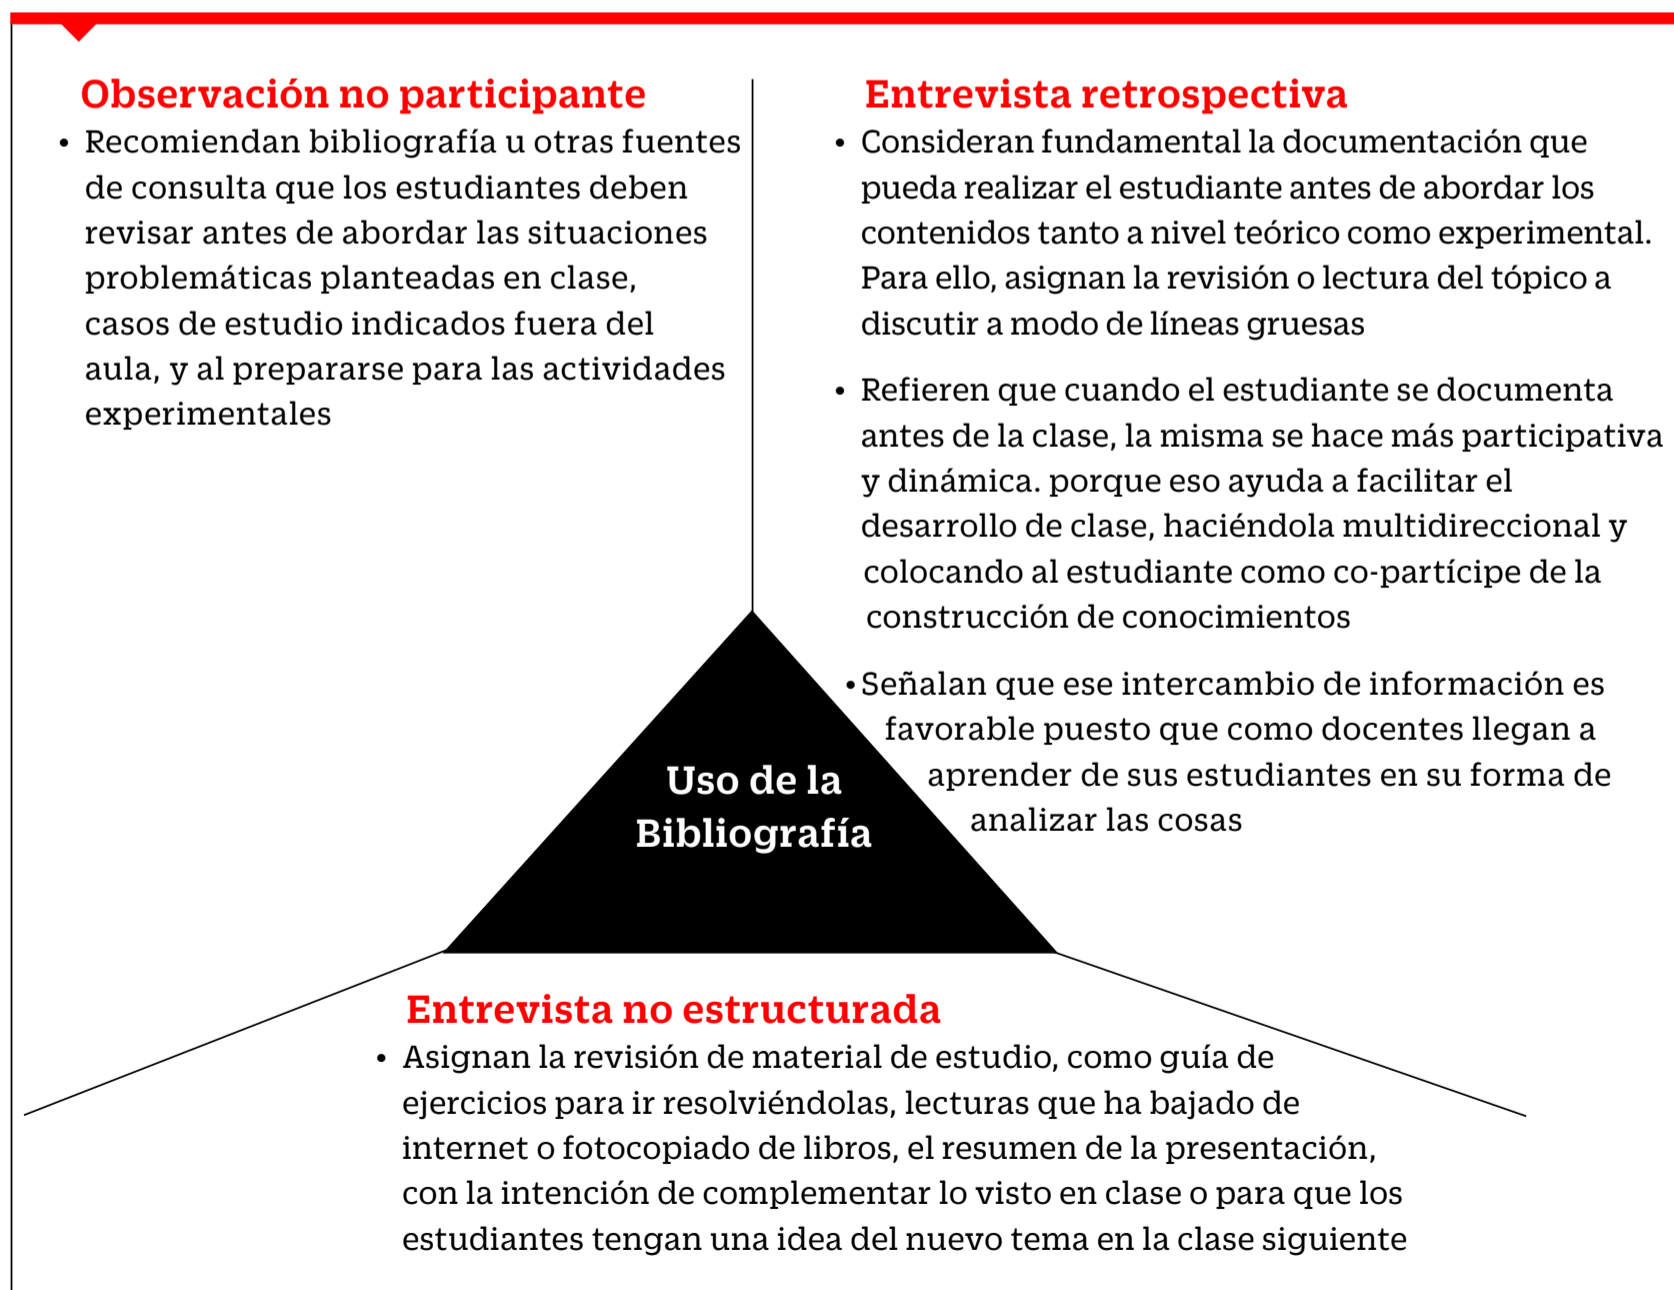 Observación no participante
• Recomiendan bibliografía u otras fuentes
de consulta que los estudiantes deben
revisar antes de abordar las situaciones
problemáticas planteadas en clase,
casos de estudio indicados fuera del
aula, y al prepararse para las actividades
experimentales
Entrevista retrospectiva
• Consideran fundamental la documentación que
pueda realizar el estudiante antes de abordar los
contenidos tanto a nivel teórico como experimental.
Para ello, asignan la revisión o lectura del tópico a
discutir a modo de líneas gruesas
• Refieren que cuando el estudiante se documenta
antes de la clase, la misma se hace más participativa
y dinámica. porque eso ayuda a facilitar el
desarrollo de clase, haciéndola multidireccional y
colocando al estudiante como co-partícipe de la
construcción de conocimientos
• Señalan que ese intercambio de información es
favorable puesto que como docentes llegan a
aprender de sus estudiantes en su forma de
analizar las cosas
Uso de la
Bibliografía
Entrevista no estructurada
• Asignan la revisión de material de estudio, como guía de
ejercicios para ir resolviéndolas, lecturas que ha bajado de
internet o fotocopiado de libros, el resumen de la presentación,
con la intención de complementar lo visto en clase o para que los
estudiantes tengan una idea del nuevo tema en la clase siguiente